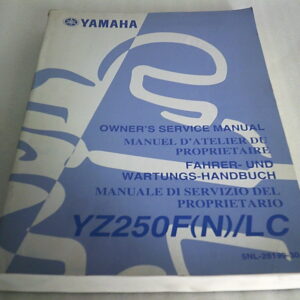 YAMAHA
OWNER'S SERVICE MANUAL
MANUEL D'ATELIER DU
PROPRIETAIRE
FAHRER- UND
WARTUNGS-HANDBUCH
MANUALE DI SERVIZIO DEL
PROPRIETARIO
YZ250F(N)/LC